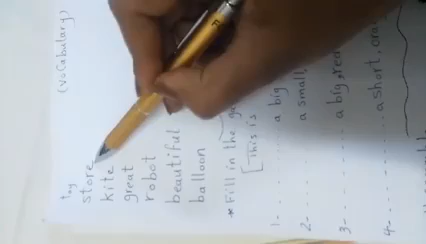 (vocabulary)
toy
store
kite
great
robot
beautiful
balloon
* Fill in the
[This is
1- ........ a big
2- ........ a small,
3- ........ a big, red
4- ........ a short,